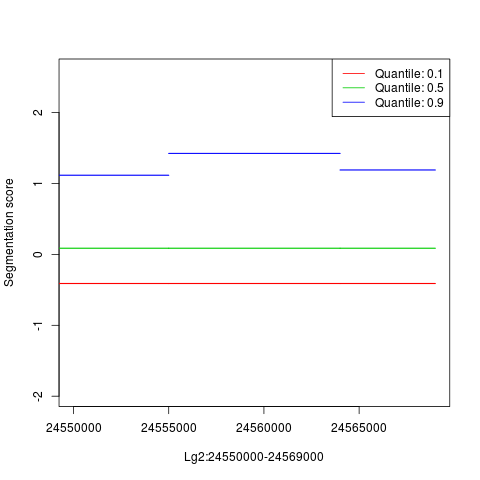 Quantile: 0.1
Quantile: 0.5
Quantile: 0.9
Segmentation score
2
1
0
-1
-2
24550000 24555000 24560000 24565000
Lg2:24550000-24569000